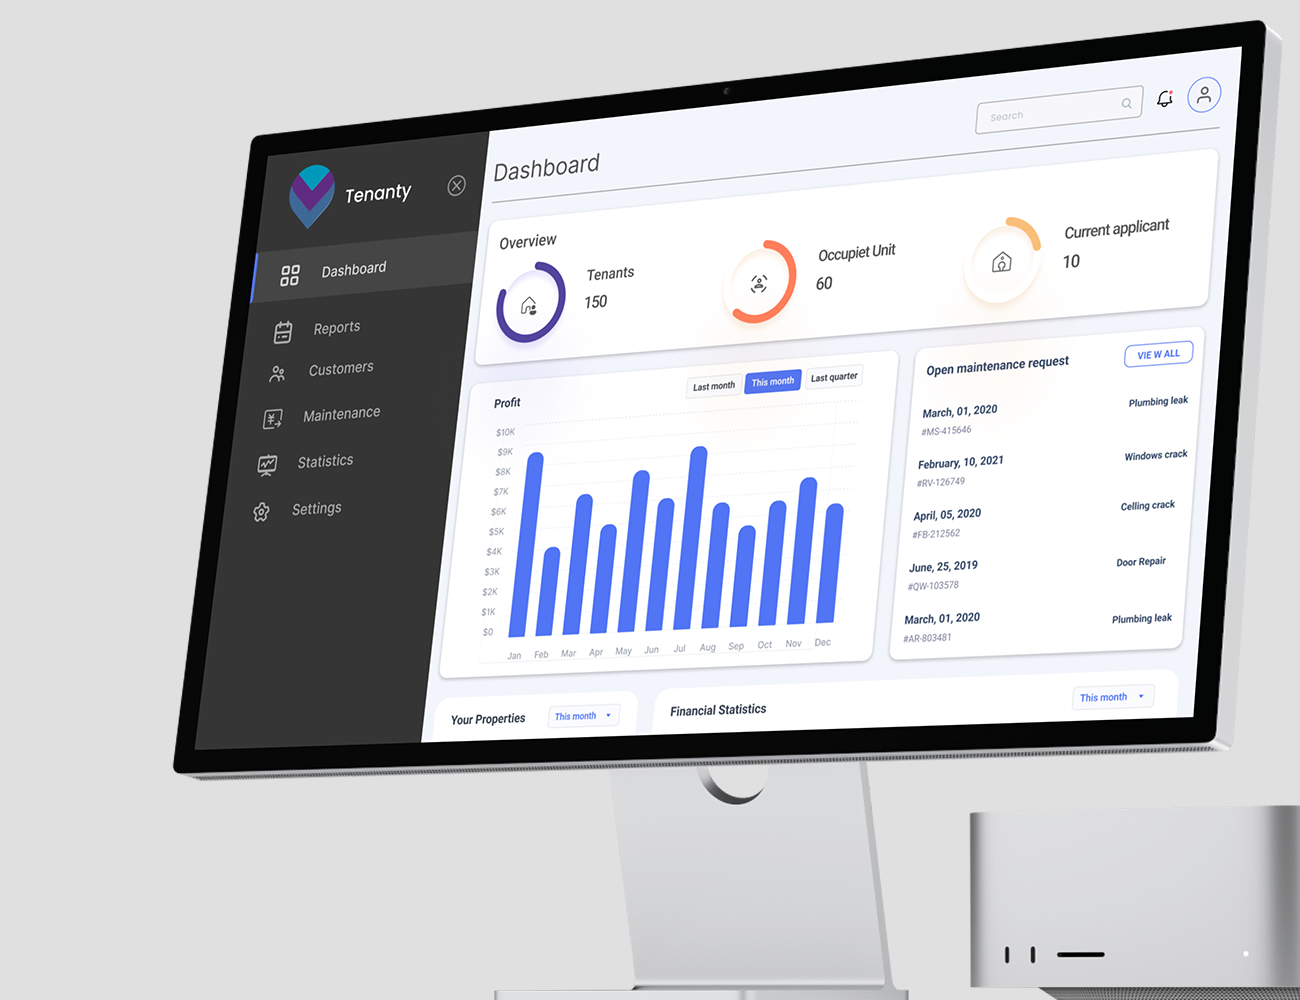 Tenanty
Dashboard
Reports
Customers
Maintenance
Statistics
Settings
Dashboard
Search
Overview
Tenants
150
Occupiet Unit
60
Current applicant
10
Profit
Last month
This month
Last quarter
$10K
$9K
$8K
$7K
$6K
$5K
$4K
$3K
$2K
$1K
$0
Jan Feb Mar Apr May Jun Jul Aug Sep Oct Nov Dec
Open maintenance request
VIE W ALL
March, 01, 2020
Plumbing leak
#MS-415646
February, 10, 2021
Windows crack
#RV-126749
April, 05, 2020
Celling crack
#FB-212562
June, 25, 2019
Door Repair
#QW-103578
March, 01, 2020
Plumbing leak
#AR-803481
Your Properties
This month
Financial Statistics
This month